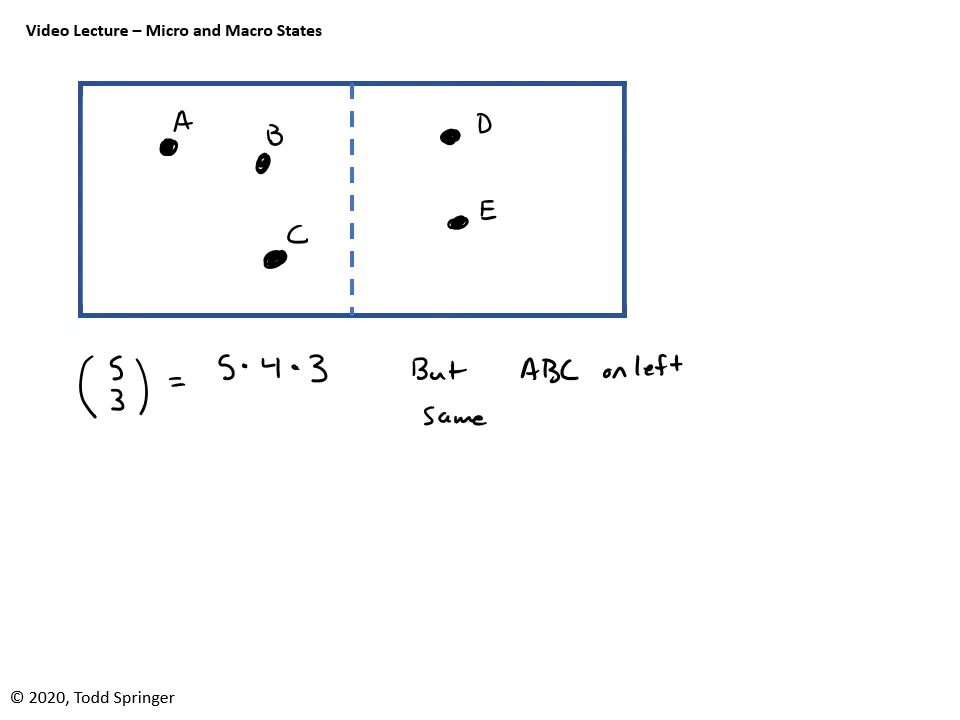 Video Lecture – Micro and Macro States
A
B
D
E
C
(5 3) = 5·4·3 But ABC on left
same
© 2020, Todd Springer